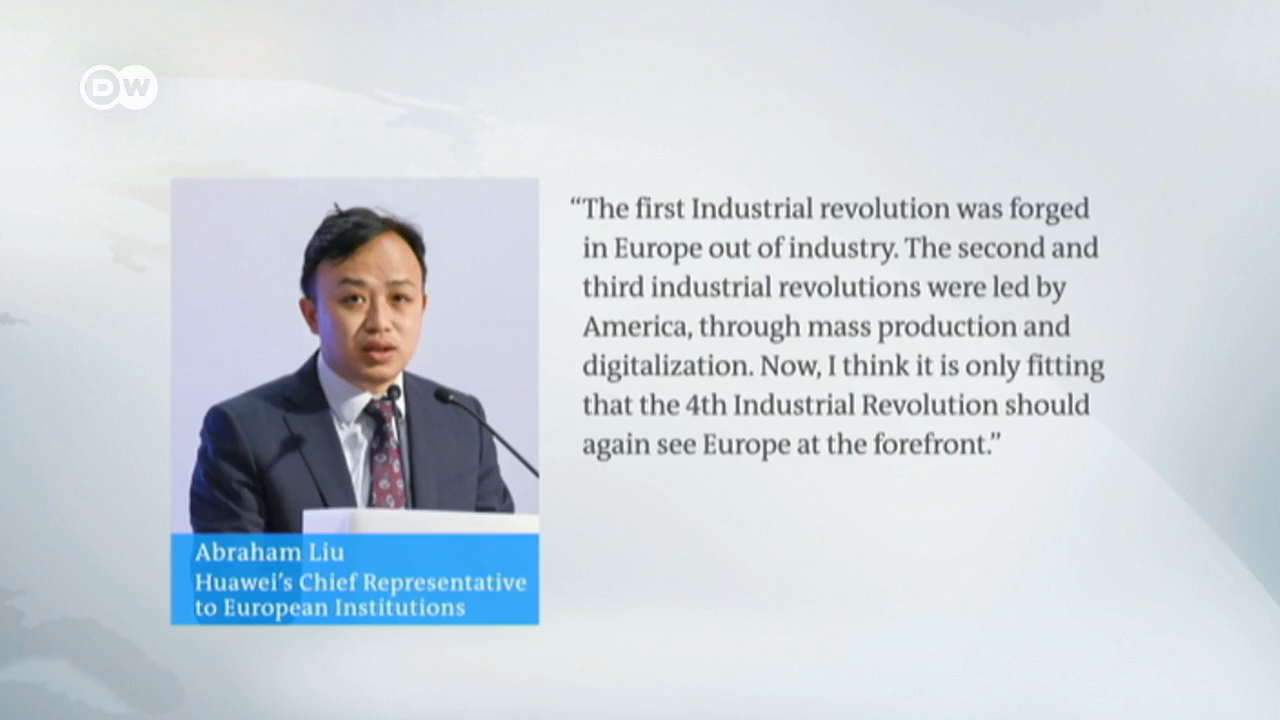 DW
“The first Industrial revolution was forged
in Europe out of industry. The second and
third industrial revolutions were led by
America, through mass production and
digitalization. Now, I think it is only fitting
that the 4th Industrial Revolution should
again see Europe at the forefront.”
Abraham Liu
Huawei’s Chief Representative
to European Institutions